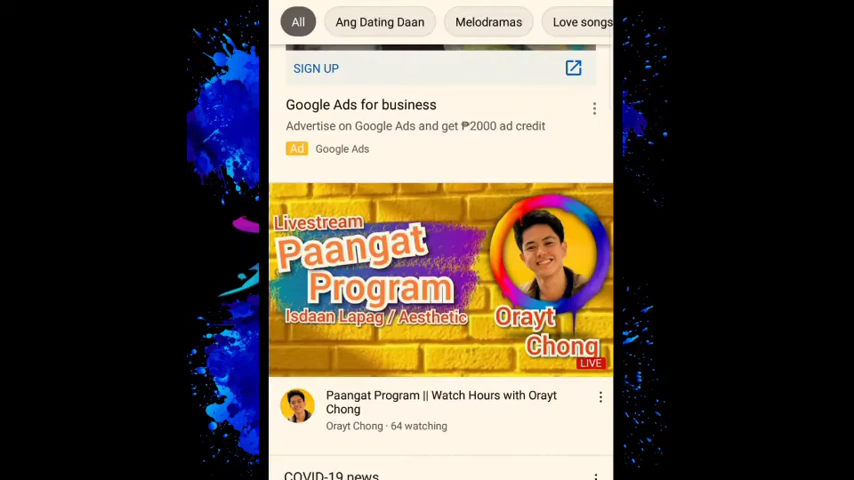 All
Ang Dating Daan
Melodramas
Love songs
SIGN UP
Google Ads for business
Advertise on Google Ads and get ₱2000 ad credit
Ad
Google Ads
Livestream
Paangat
Program
Isdaan Lapag / Aesthetic
Orayt
Chong
LIVE
Paangat Program || Watch Hours with Orayt
Chong
Orayt Chong · 64 watching
COVID-19 news